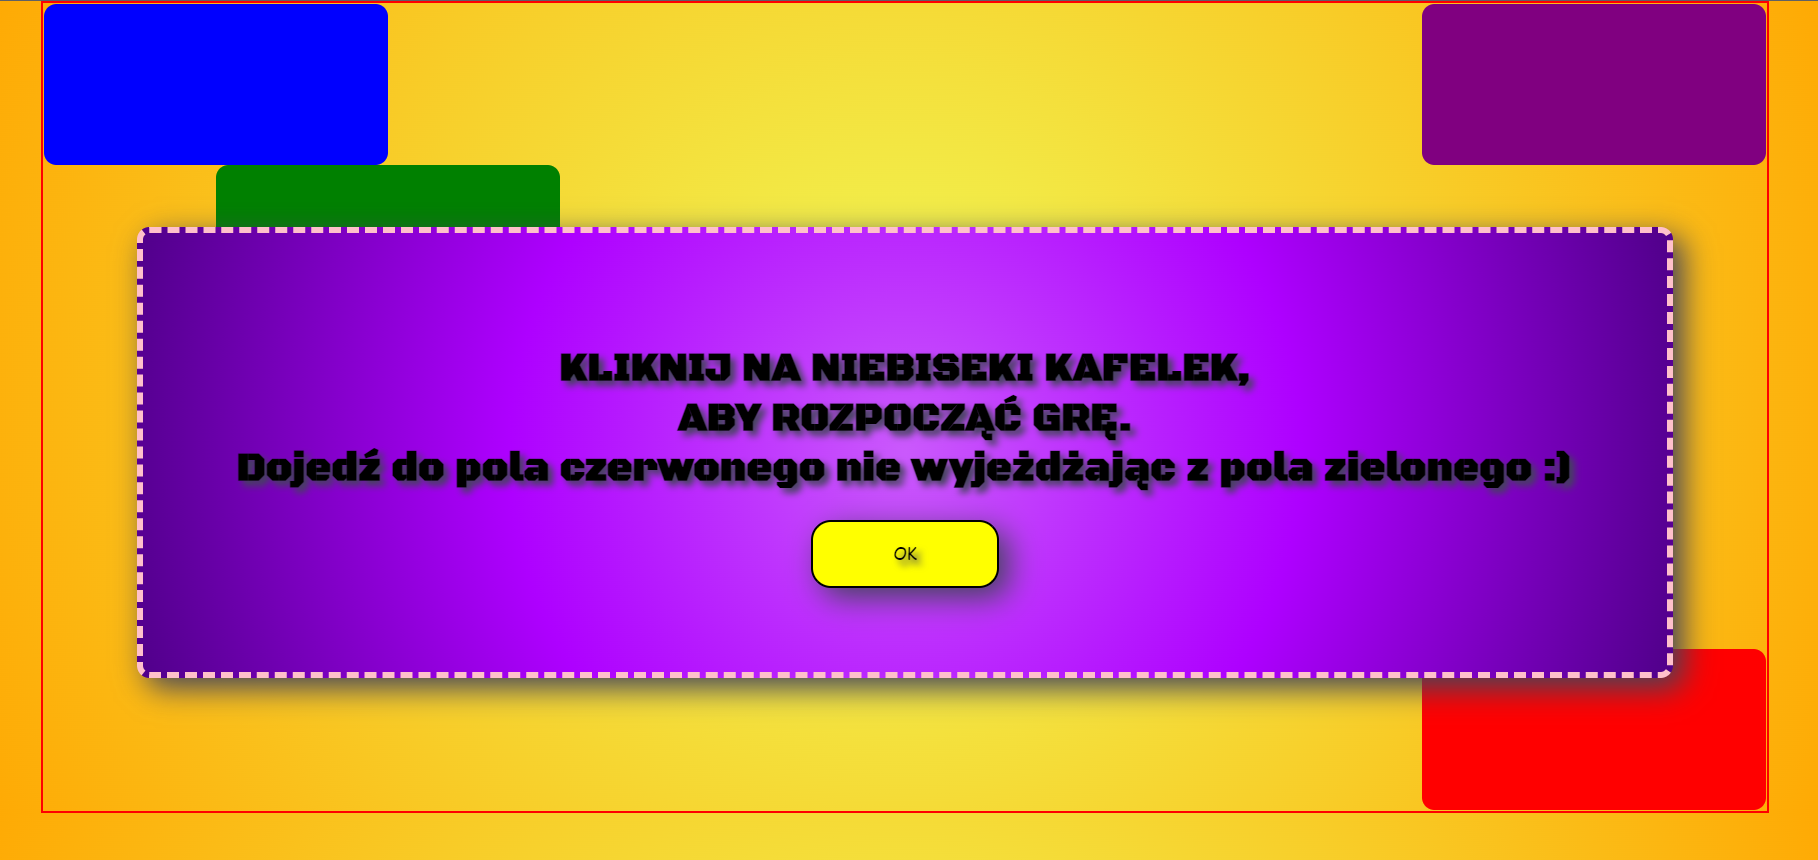 KLIKNIJ NA NIEBISEKI KAFELEK,
ABY ROZPOCZĄĆ GRĘ.
Dojedź do pola czerwonego nie wyjeżdżając z pola zielonego :)
OK